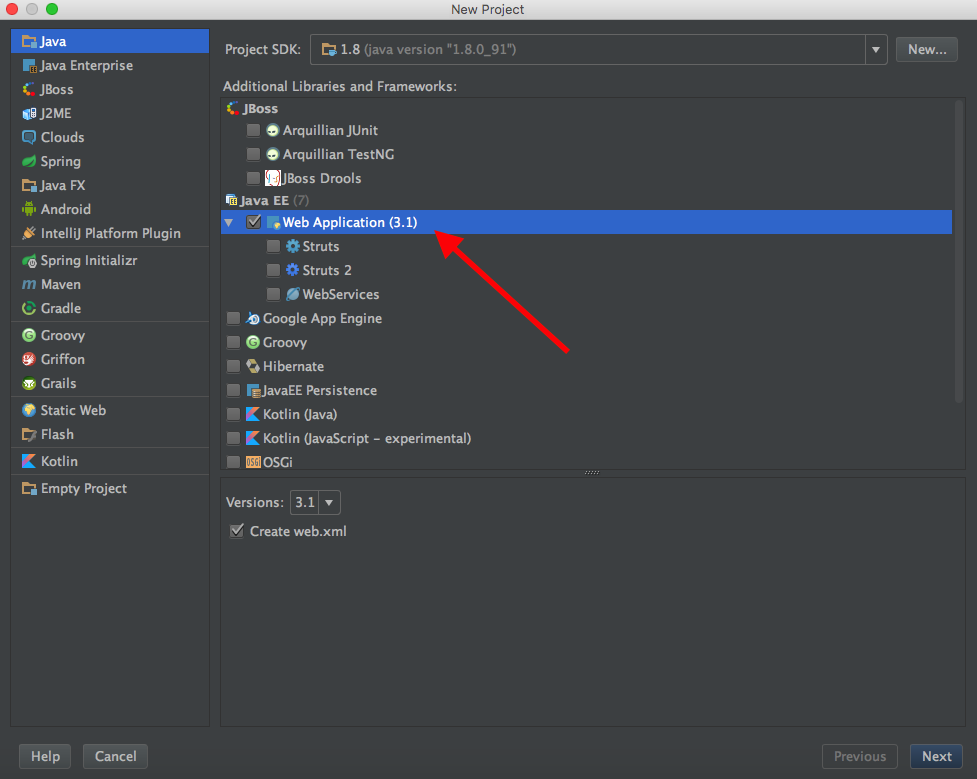 New Project
Java
Java Enterprise
JBoss
J2ME
Clouds
Spring
Java FX
Android
IntelliJ Platform Plugin
Spring Initializr
Maven
Gradle
Groovy
Griffon
Grails
Static Web
Flash
Kotlin
Empty Project
Project SDK: 1.8 (java version "1.8.0_91") New...
Additional Libraries and Frameworks:
JBoss
Arquillian JUnit
Arquillian TestNG
JBoss Drools
Java EE (7)
Web Application (3.1)
Struts
Struts 2
WebServices
Google App Engine
Groovy
Hibernate
JavaEE Persistence
Kotlin (Java)
Kotlin (JavaScript - experimental)
OSGi
Versions: 3.1
Create web.xml
Help Cancel Previous Next